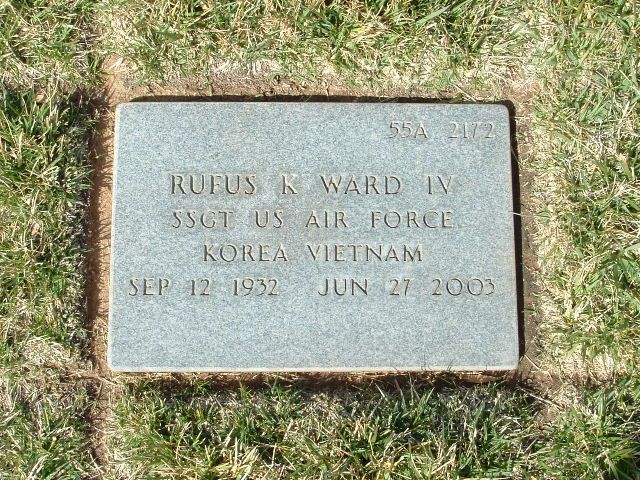 55A 2172
RUFUS K WARD IV
SSGT US AIR FORCE
KOREA VIETNAM
SEP 12 1932 JUN 27 2003